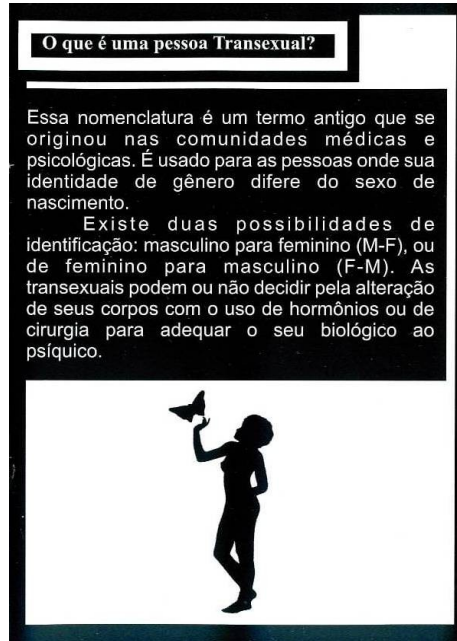 O que é uma pessoa Transexual?
Essa nomenclatura é um termo antigo que se
originou nas comunidades médicas e
psicológicas. É usado para as pessoas onde sua
identidade de gênero difere do sexo de
nascimento.
Existe duas possibilidades de
identificação: masculino para feminino (M-F), ou
de feminino para masculino (F-M). As
transexuais podem ou não decidir pela alteração
de seus corpos com o uso de hormônios ou de
cirurgia para adequar o seu biológico ao
psíquico.